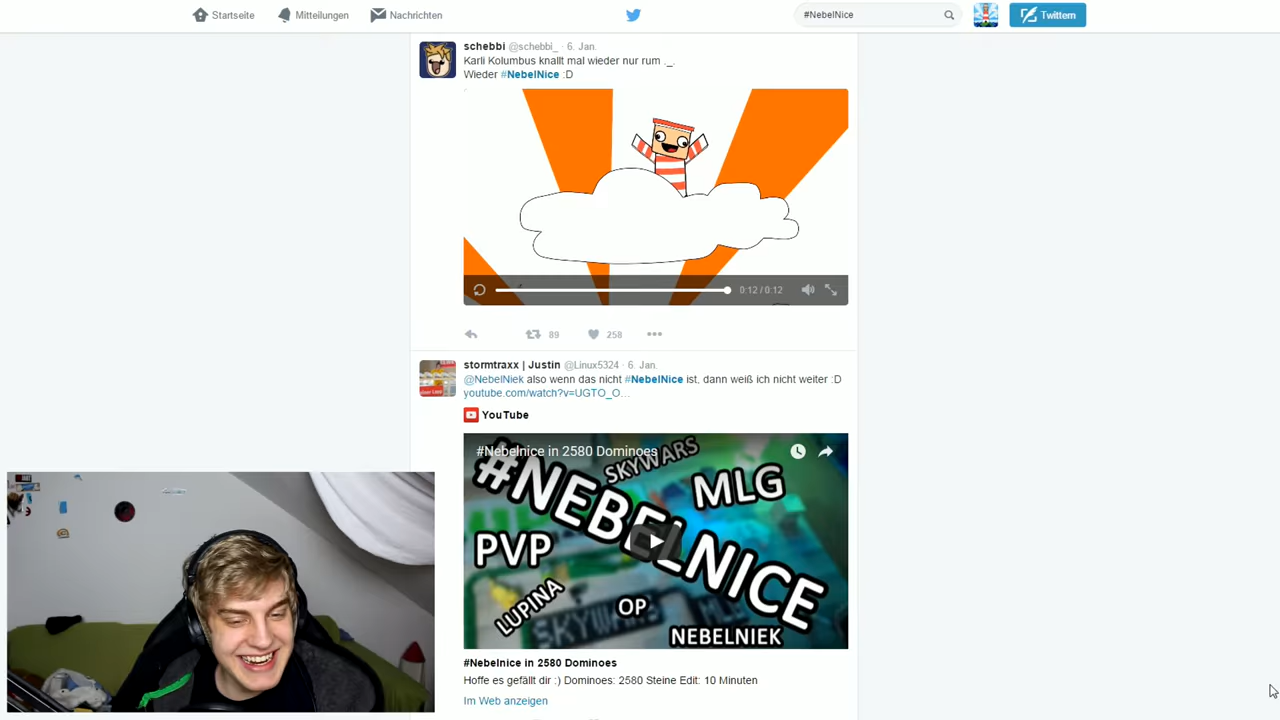 Startseite
Mitteilungen
Nachrichten
#NebelNice
Twittern
schebbi @schebbi_ · 6. Jan.
Karli Kolumbus knallt mal wieder nur rum ._.
Wieder #NebelNice :D
0:12 / 0:12
89
258
stormtraxx | Justin @Linux5324 · 6. Jan.
@NebelNiek also wenn das nicht #NebelNice ist, dann weiß ich nicht weiter :D
youtube.com/watch?v=UGTO_O…
YouTube
#Nebelnice in 2580 Dominoes
SKYWARS
#NEBELNICE
MLG
PVP
LUPINA
OP
SKYWARS MLG
NEBELNIEK
#Nebelnice in 2580 Dominoes
Hoffe es gefällt dir :) Dominoes: 2580 Steine Edit: 10 Minuten
Im Web anzeigen